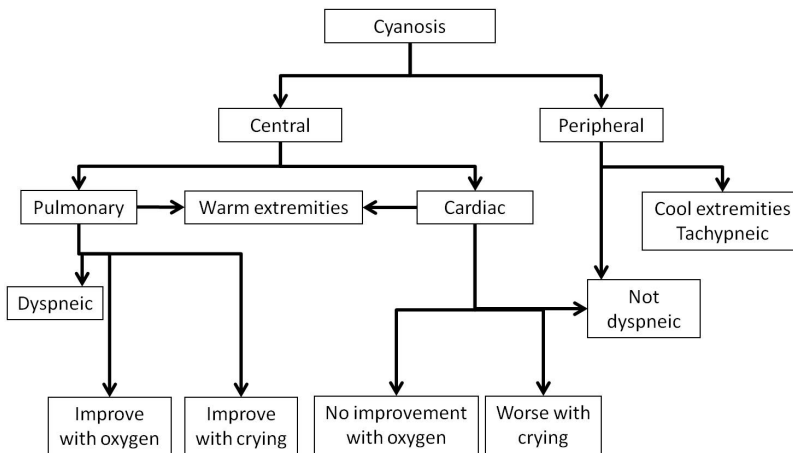 Cyanosis
Central
Peripheral
Pulmonary
Warm extremities
Cardiac
Cool extremities
Tachypneic
Dyspneic
Not
dyspneic
Improve
with oxygen
Improve
with crying
No improvement
with oxygen
Worse with
crying